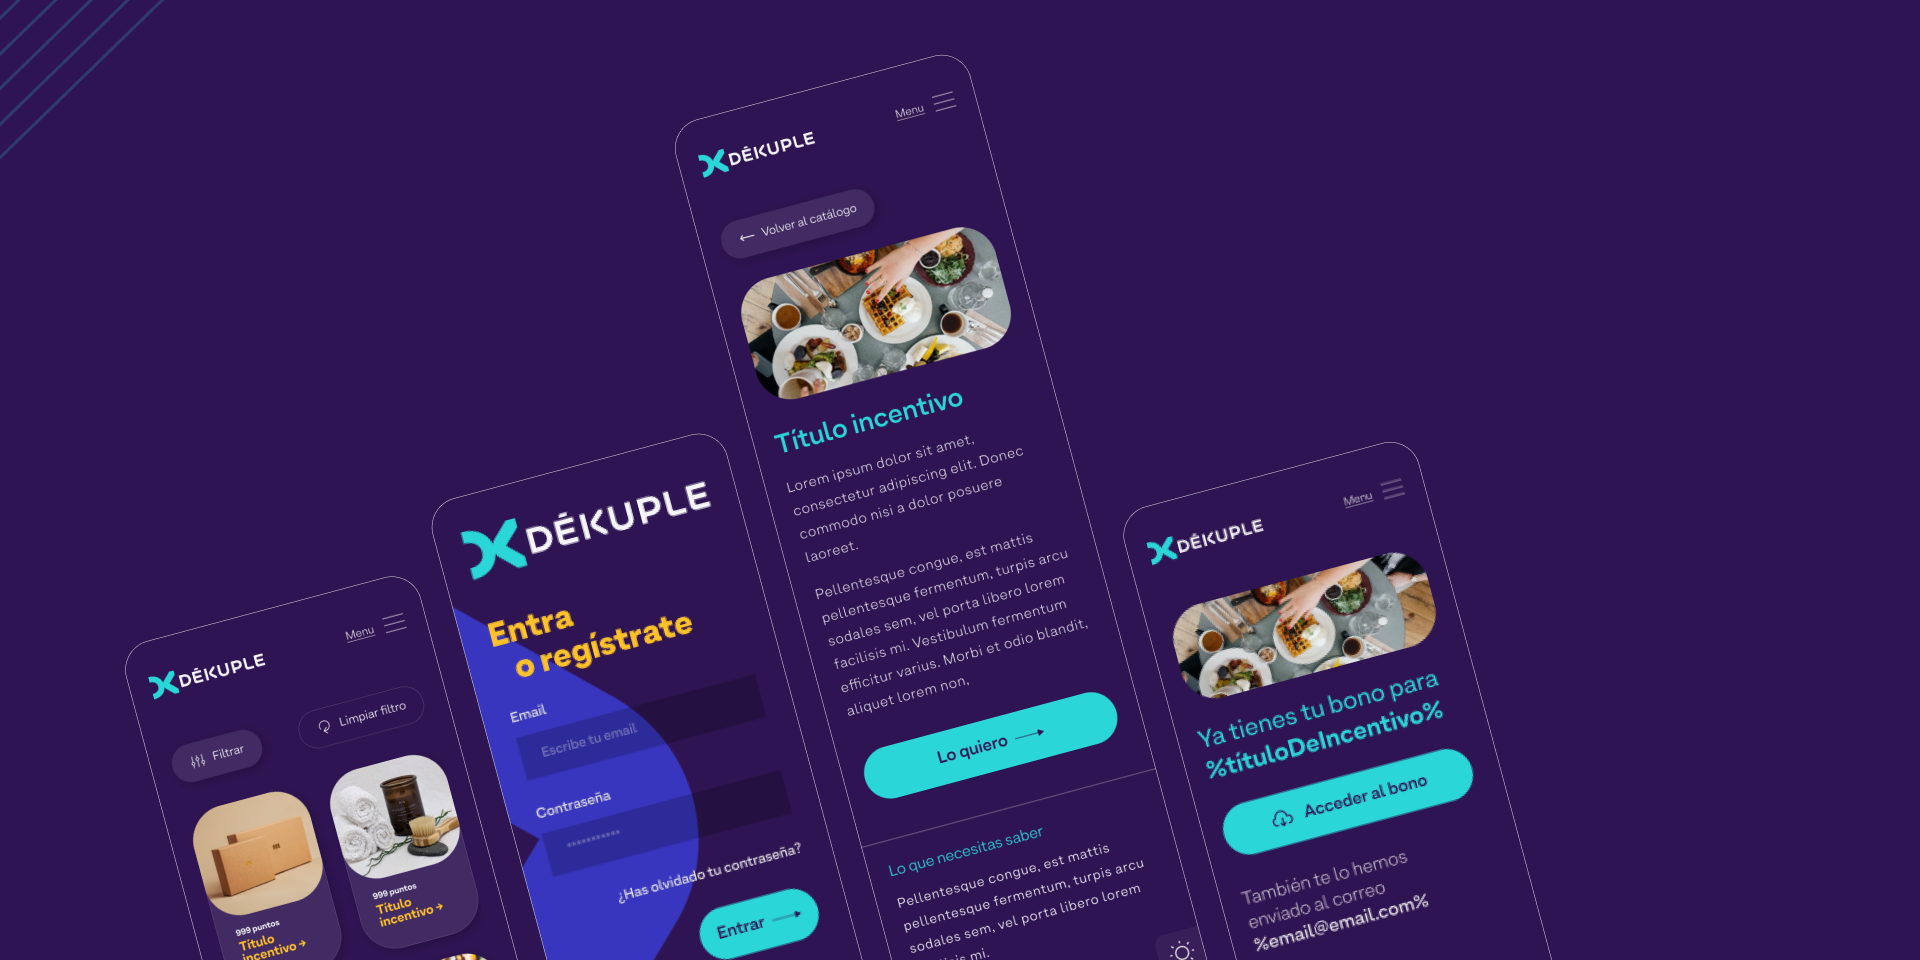 Menu
DÉKUPLE
Limpiar filtro
Filtrar
999 puntos
Título
incentivo →
999 puntos
Título
incentivo →
DÉKUPLE
Entra
o regístrate
Email
Escribe tu email
Contraseña
***********
¿Has olvidado tu contraseña?
Entrar
Menu
DÉKUPLE
← Volver al catálogo
Título incentivo
Lorem ipsum dolor sit amet,
consectetur adipiscing elit. Donec
commodo nisi a dolor posuere
laoreet.
Pellentesque congue, est mattis
pellentesque fermentum, turpis arcu
sodales sem, vel porta libero lorem
facilisis mi. Vestibulum fermentum
efficitur varius. Morbi et odio blandit,
aliquet lorem non,
Lo quiero
Lo que necesitas saber
Pellentesque congue, est mattis
pellentesque fermentum, turpis arcu
sodales sem, vel porta libero lorem
mi.
Menu
DÉKUPLE
Ya tienes tu bono para
%títuloDeIncentivo%
Acceder al bono
También te lo hemos
enviado al correo
%email@email.com%